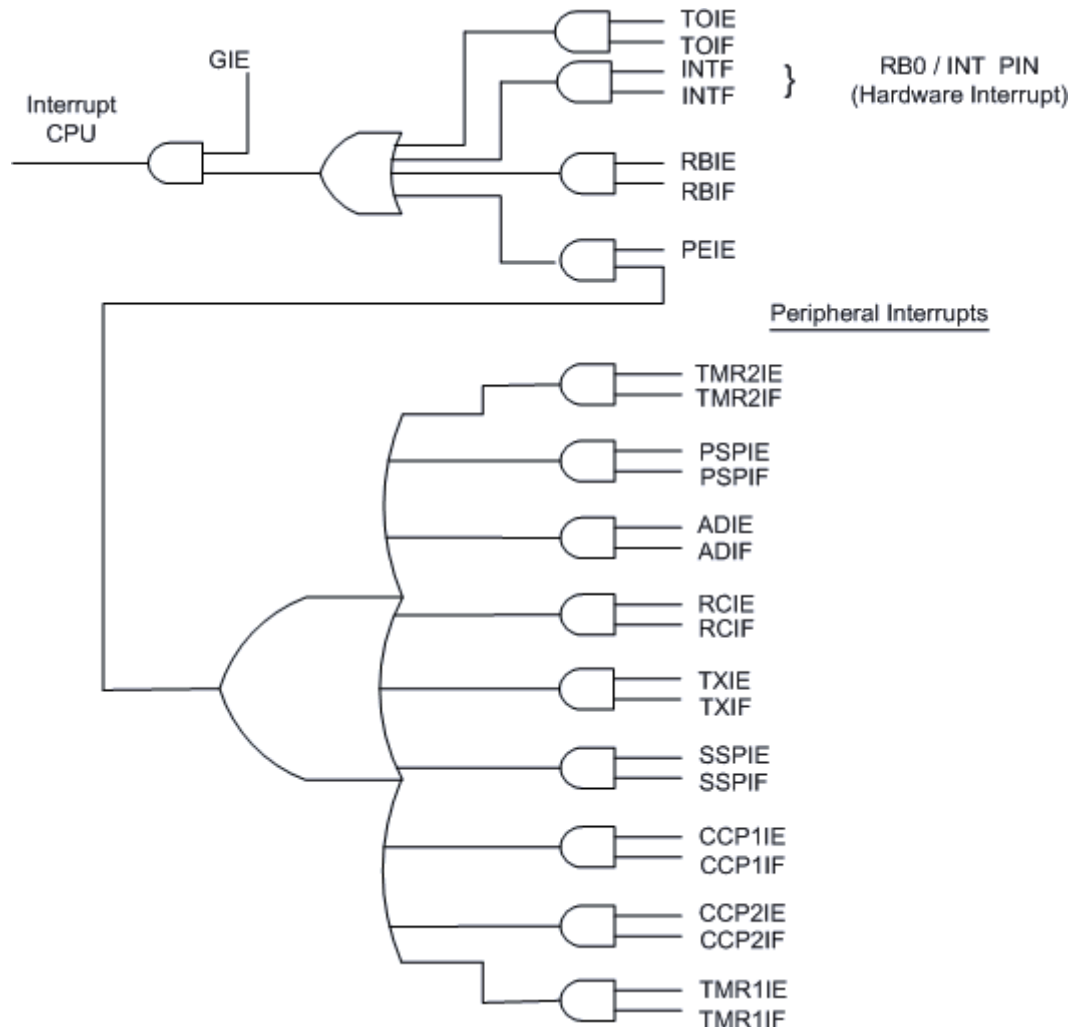 TOIE
TOIF
GIE
INTF
INTF
}
RB0 / INT PIN
(Hardware Interrupt)
Interrupt
CPU
RBIE
RBIF
PEIE
Peripheral Interrupts
TMR2IE
TMR2IF
PSPIE
PSPIF
ADIE
ADIF
RCIE
RCIF
TXIE
TXIF
SSPIE
SSPIF
CCP1IE
CCP1IF
CCP2IE
CCP2IF
TMR1IE
TMR1IF